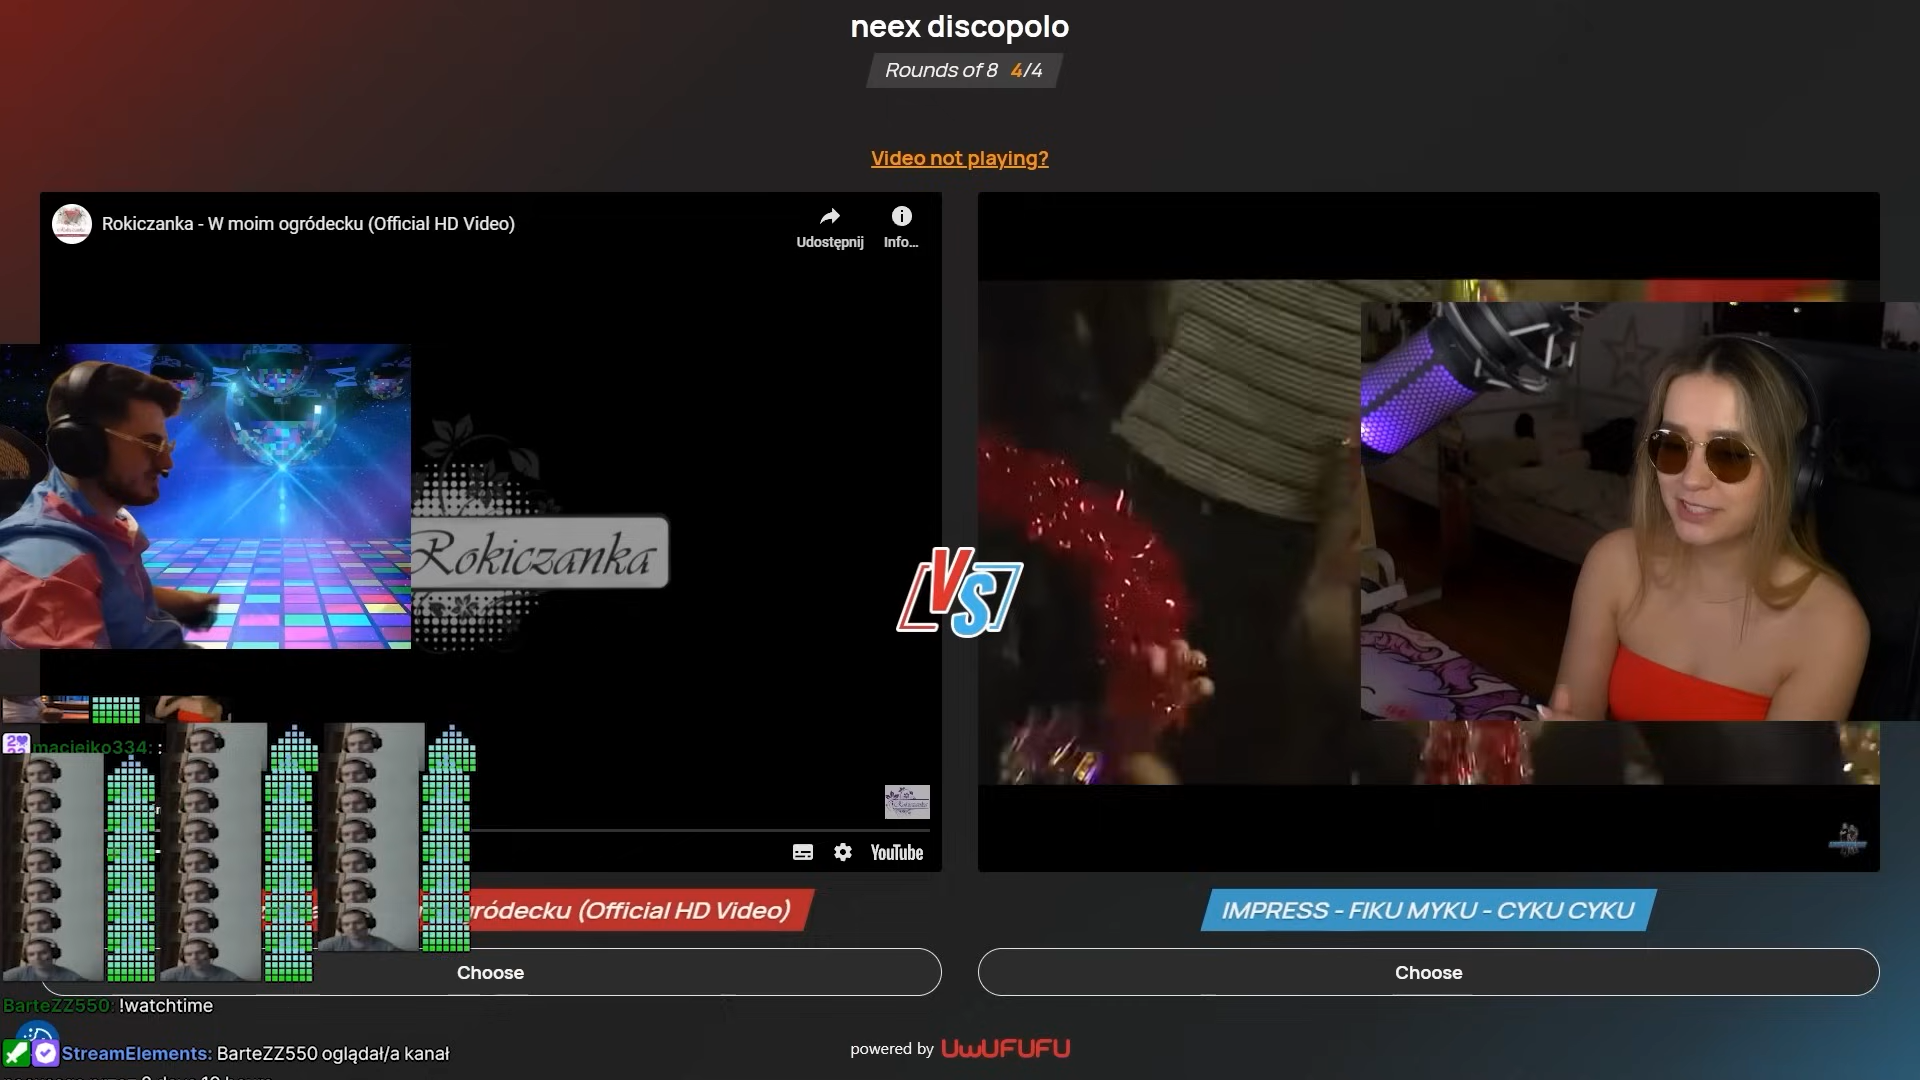 neex discopolo
Rounds of 8 4/4
Video not playing?
Rokiczanka - W moim ogródecku (Official HD Video)
Udostępnij
Info...
Rokiczanka
VS
maciejko334: :
YouTube
gródecku (Official HD Video)
IMPRESS - FIKU MYKU - CYKU CYKU
Choose
Choose
BarteZZ550: !watchtime
StreamElements: BarteZZ550 oglądał/a kanał
powered by UwUFUFU